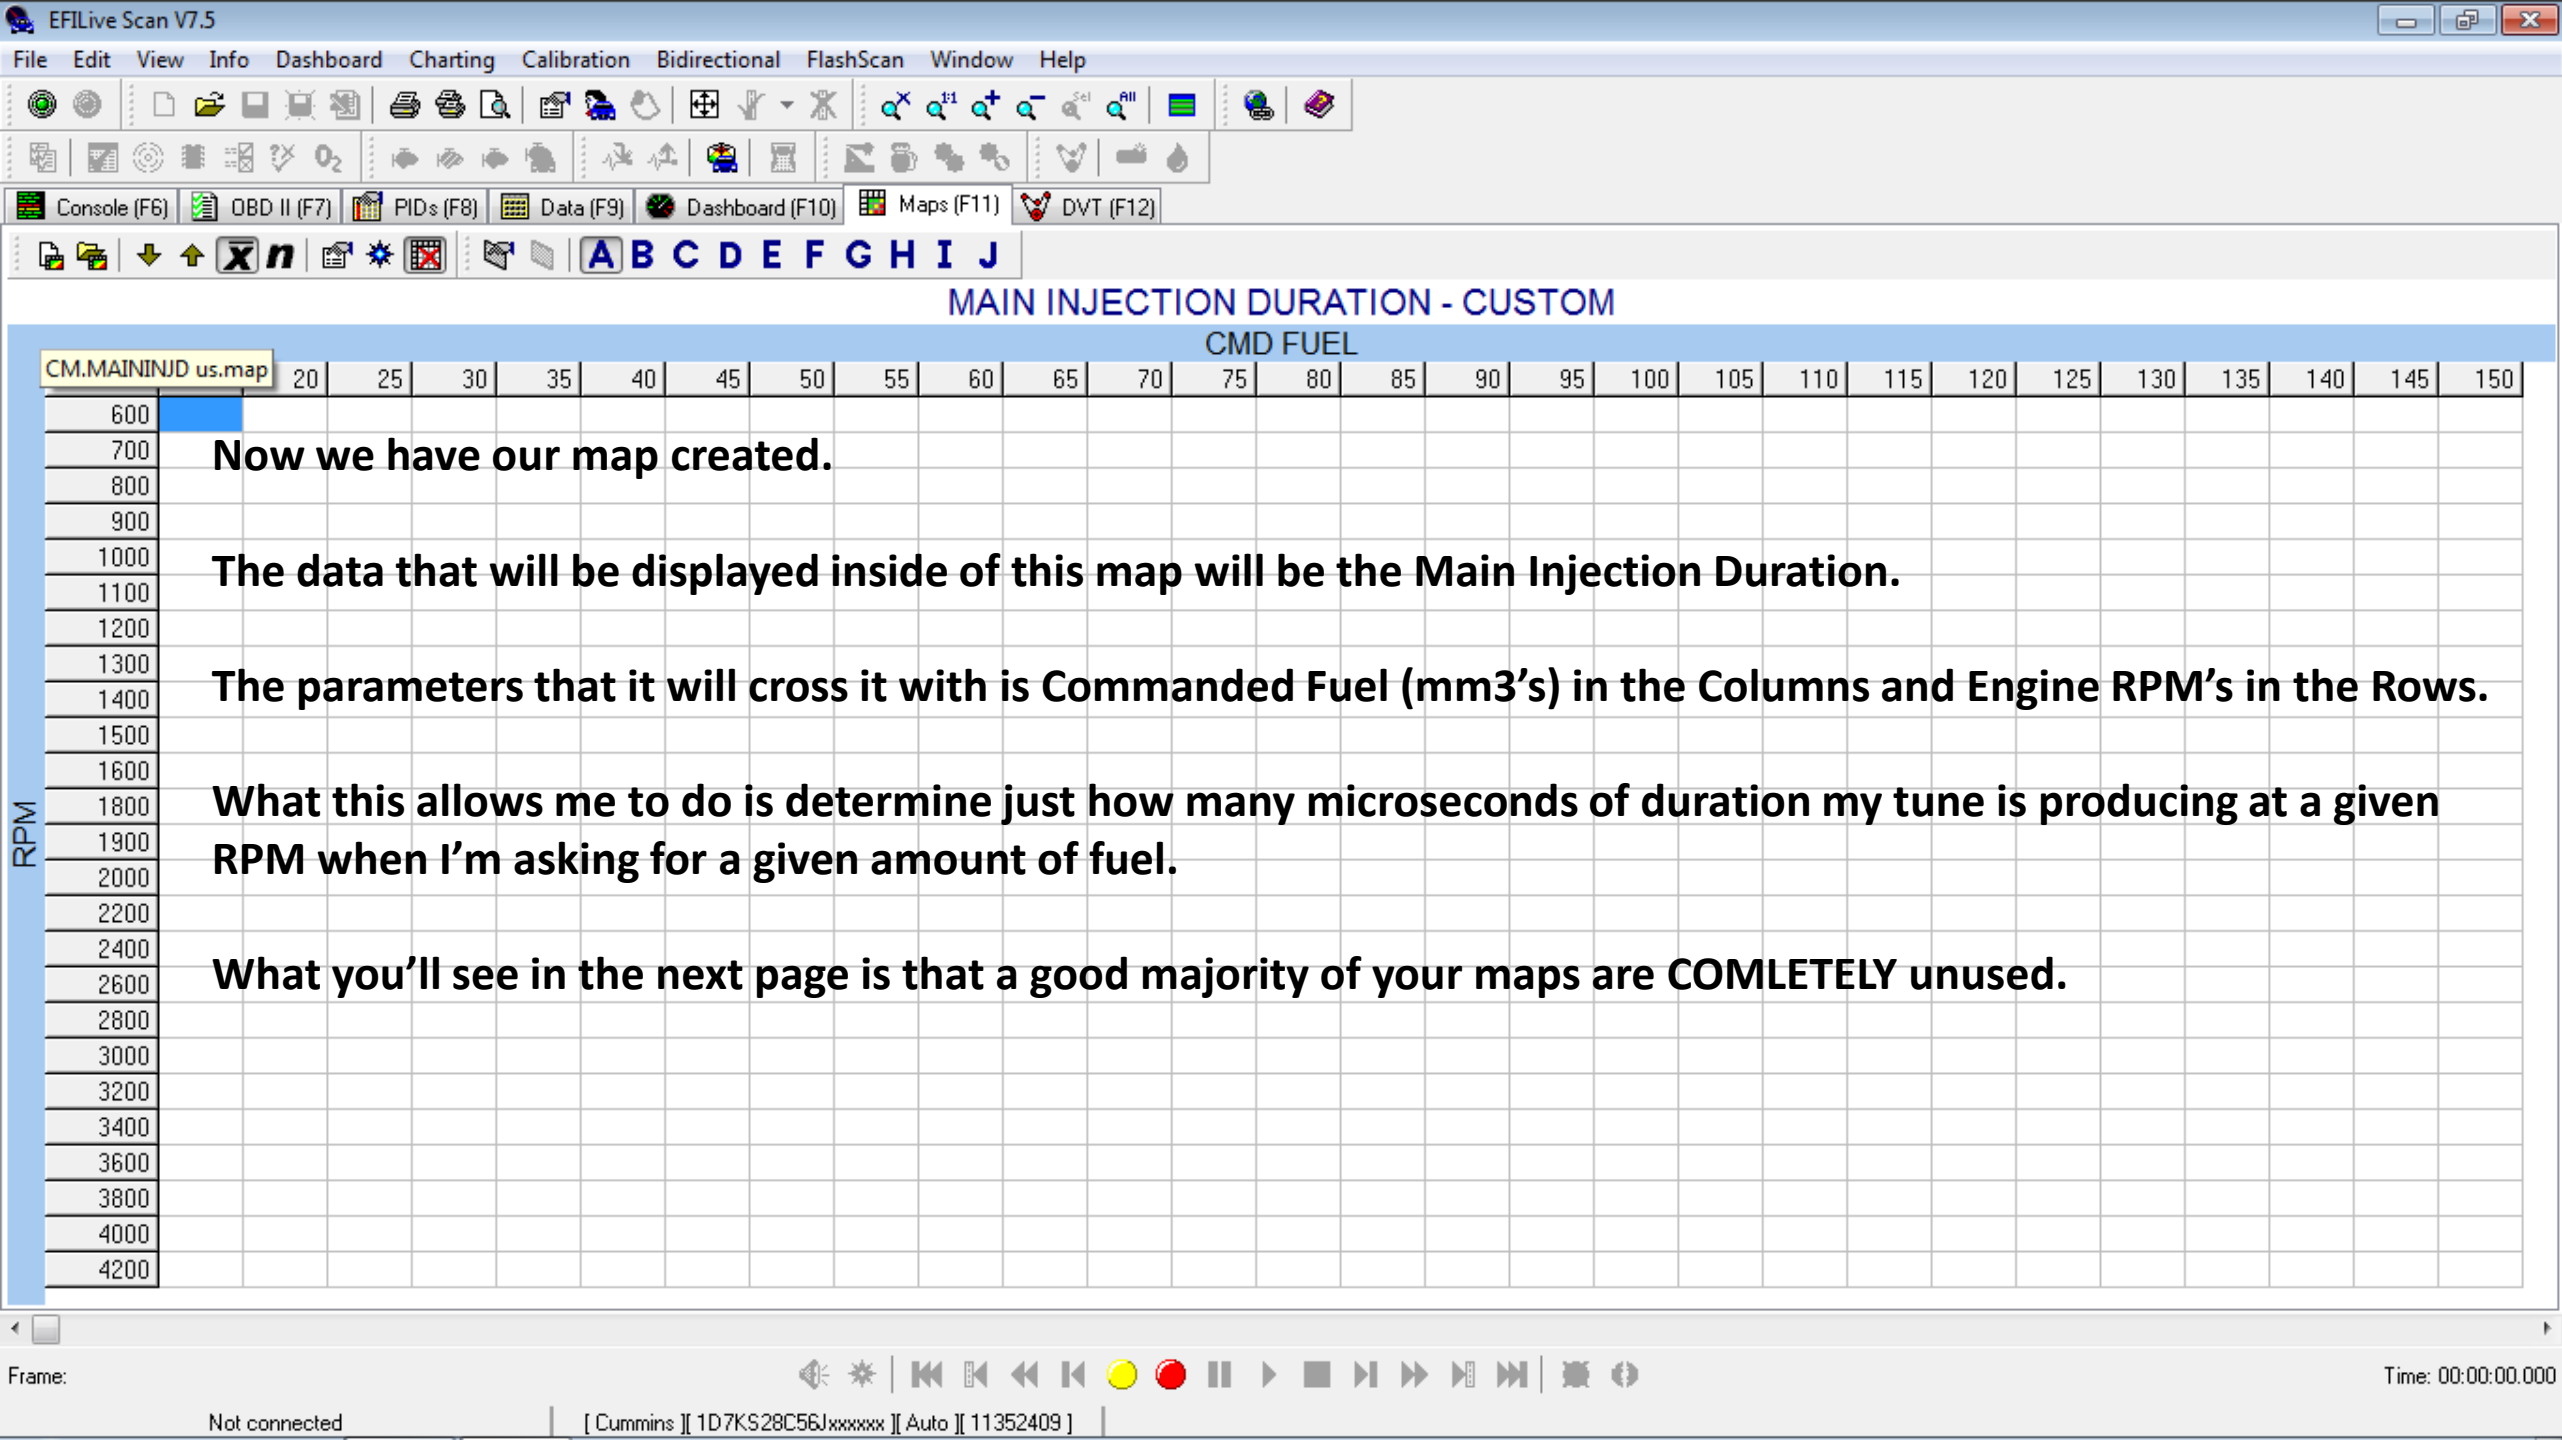 EFILive Scan V7.5
File Edit View Info Dashboard Charting Calibration Bidirectional FlashScan Window Help
Console (F6) OBD II (F7) PIDs (F8) Data (F9) Dashboard (F10) Maps (F11) DVT (F12)
A B C D E F G H I J
MAIN INJECTION DURATION - CUSTOM
CMD FUEL
CM.MAININJD us.map 20 25 30 35 40 45 50 55 60 65 70 75 80 85 90 95 100 105 110 115 120 125 130 135 140 145 150
RPM
600
700
800
900
1000
1100
1200
1300
1400
1500
1600
1800
1900
2000
2200
2400
2600
2800
3000
3200
3400
3600
3800
4000
4200
Now we have our map created.
The data that will be displayed inside of this map will be the Main Injection Duration.
The parameters that it will cross it with is Commanded Fuel (mm3’s) in the Columns and Engine RPM’s in the Rows.
What this allows me to do is determine just how many microseconds of duration my tune is producing at a given
RPM when I’m asking for a given amount of fuel.
What you’ll see in the next page is that a good majority of your maps are COMLETELY unused.
Frame:
Time: 00:00:00.000
Not connected [ Cummins ][ 1D7KS28C56Jxxxxxx ][ Auto ][ 11352409 ]